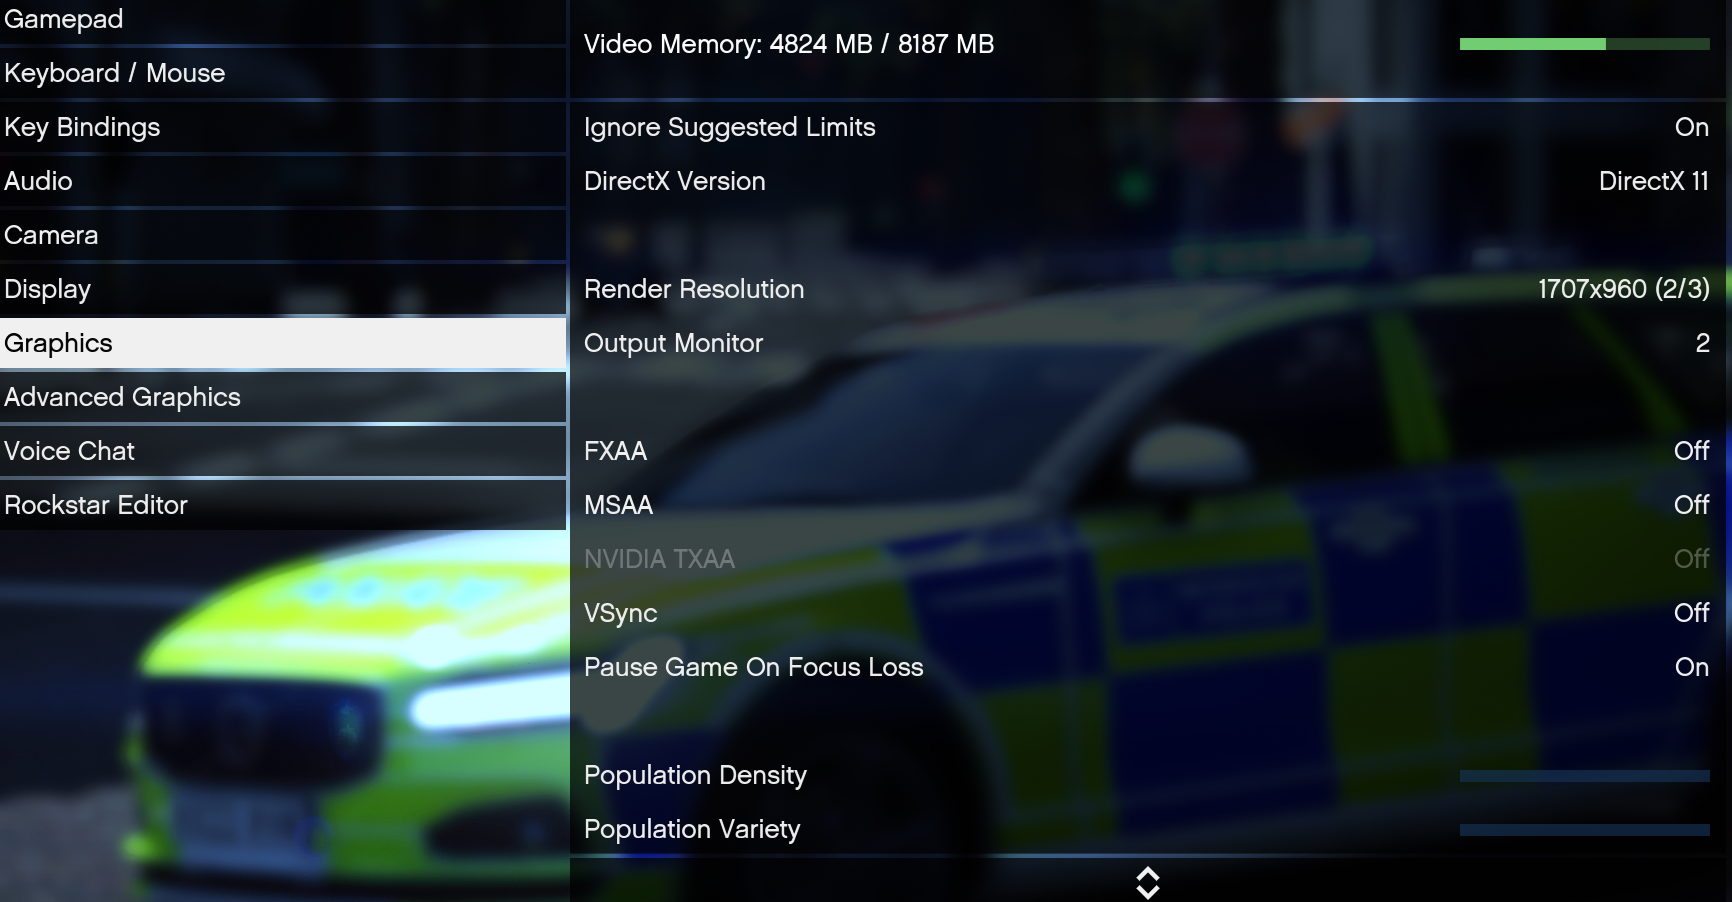 Gamepad
Keyboard / Mouse
Key Bindings
Audio
Camera
Display
Graphics
Advanced Graphics
Voice Chat
Rockstar Editor
Video Memory: 4824 MB / 8187 MB
Ignore Suggested Limits On
DirectX Version DirectX 11
Render Resolution 1707x960 (2/3)
Output Monitor 2
FXAA Off
MSAA Off
NVIDIA TXAA Off
VSync Off
Pause Game On Focus Loss On
Population Density
Population Variety